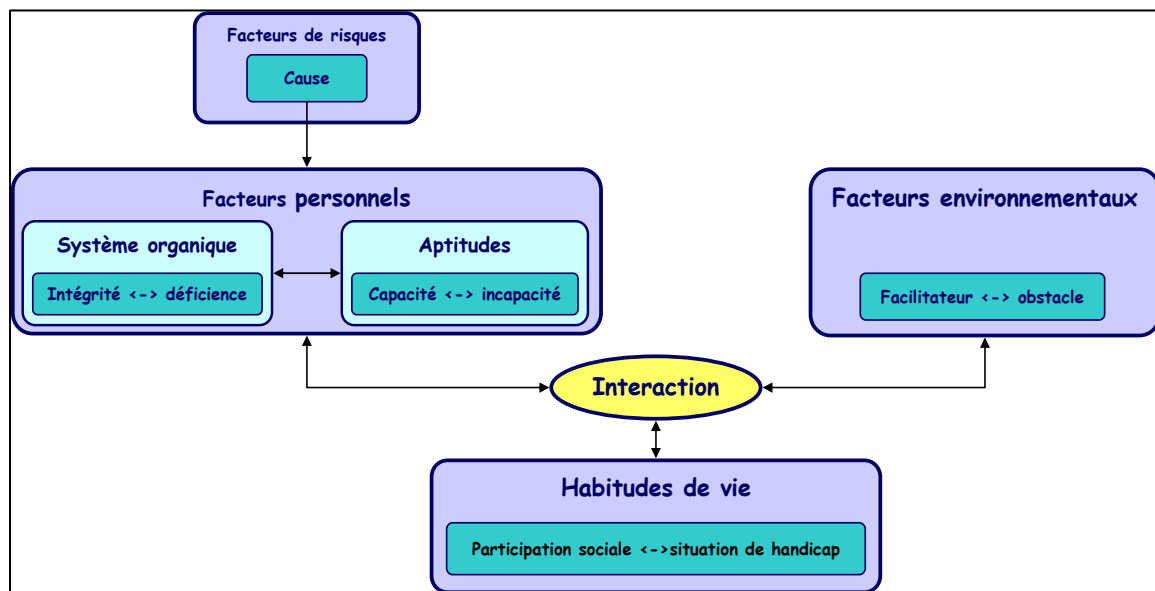 Facteurs de risques
Cause
Facteurs personnels
Système organique
Intégrité <-> déficience
Aptitudes
Capacité <-> incapacité
Facteurs environnementaux
Facilitateur <-> obstacle
Interaction
Habitudes de vie
Participation sociale <->situation de handicap